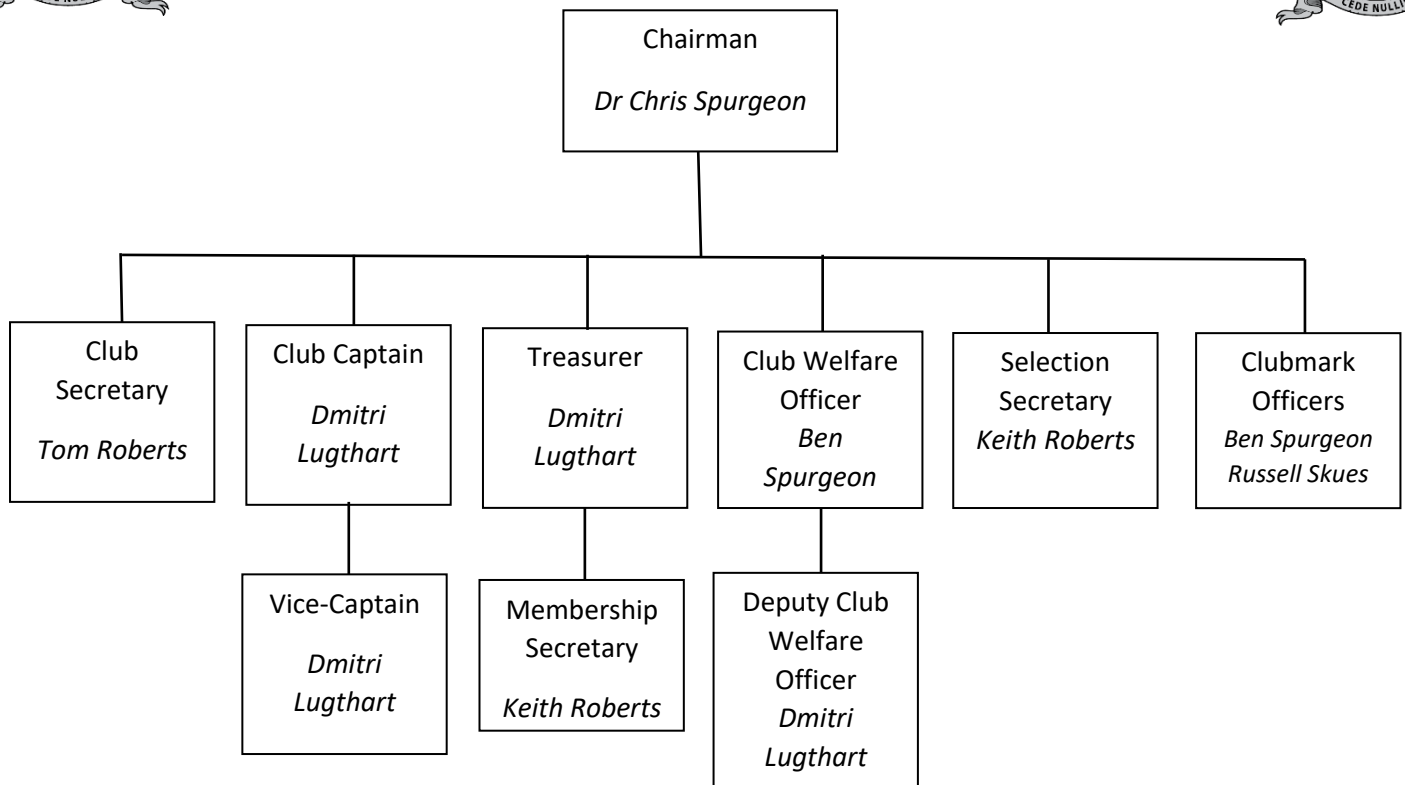 CEDE NULLI
Chairman
Dr Chris Spurgeon
Club
Secretary
Tom Roberts
Club Captain
Dmitri
Lugthart
Treasurer
Dmitri
Lugthart
Club Welfare
Officer
Ben
Spurgeon
Selection
Secretary
Keith Roberts
Clubmark
Officers
Ben Spurgeon
Russell Skues
Vice-Captain
Dmitri
Lugthart
Membership
Secretary
Keith Roberts
Deputy Club
Welfare
Officer
Dmitri
Lugthart